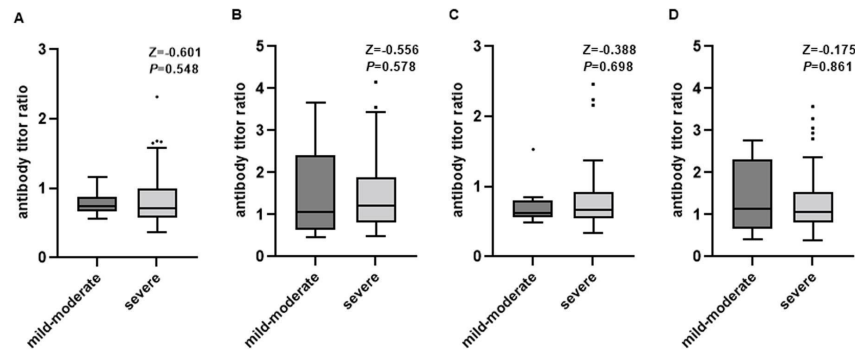 A
Z=-0.601
P=0.548
antibody titor ratio
3
2
1
0
mild-moderate
severe
B
Z=-0.556
P=0.578
antibody titor ratio
5
4
3
2
1
0
mild-moderate
severe
C
Z=-0.388
P=0.698
antibody titor ratio
3
2
1
0
mild-moderate
severe
D
Z=-0.175
P=0.861
antibody titor ratio
5
4
3
2
1
0
mild-moderate
severe